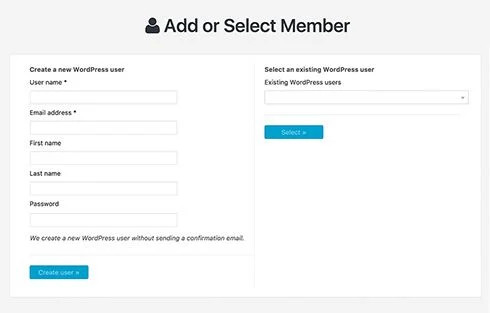 Add or Select Member
Create a new WordPress user
User name *
Email address *
First name
Last name
Password
We create a new WordPress user without sending a confirmation email.
Create user »
Select an existing WordPress user
Existing WordPress users
Select »